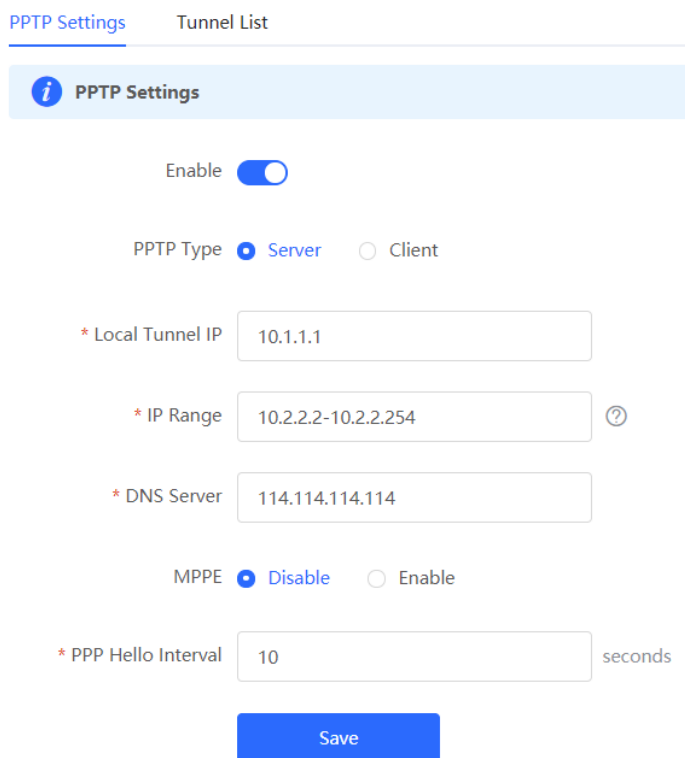 PPTP Settings Tunnel List
i PPTP Settings
Enable
PPTP Type Server Client
* Local Tunnel IP 10.1.1.1
* IP Range 10.2.2.2-10.2.2.254 ?
* DNS Server 114.114.114.114
MPPE Disable Enable
* PPP Hello Interval 10 seconds
Save